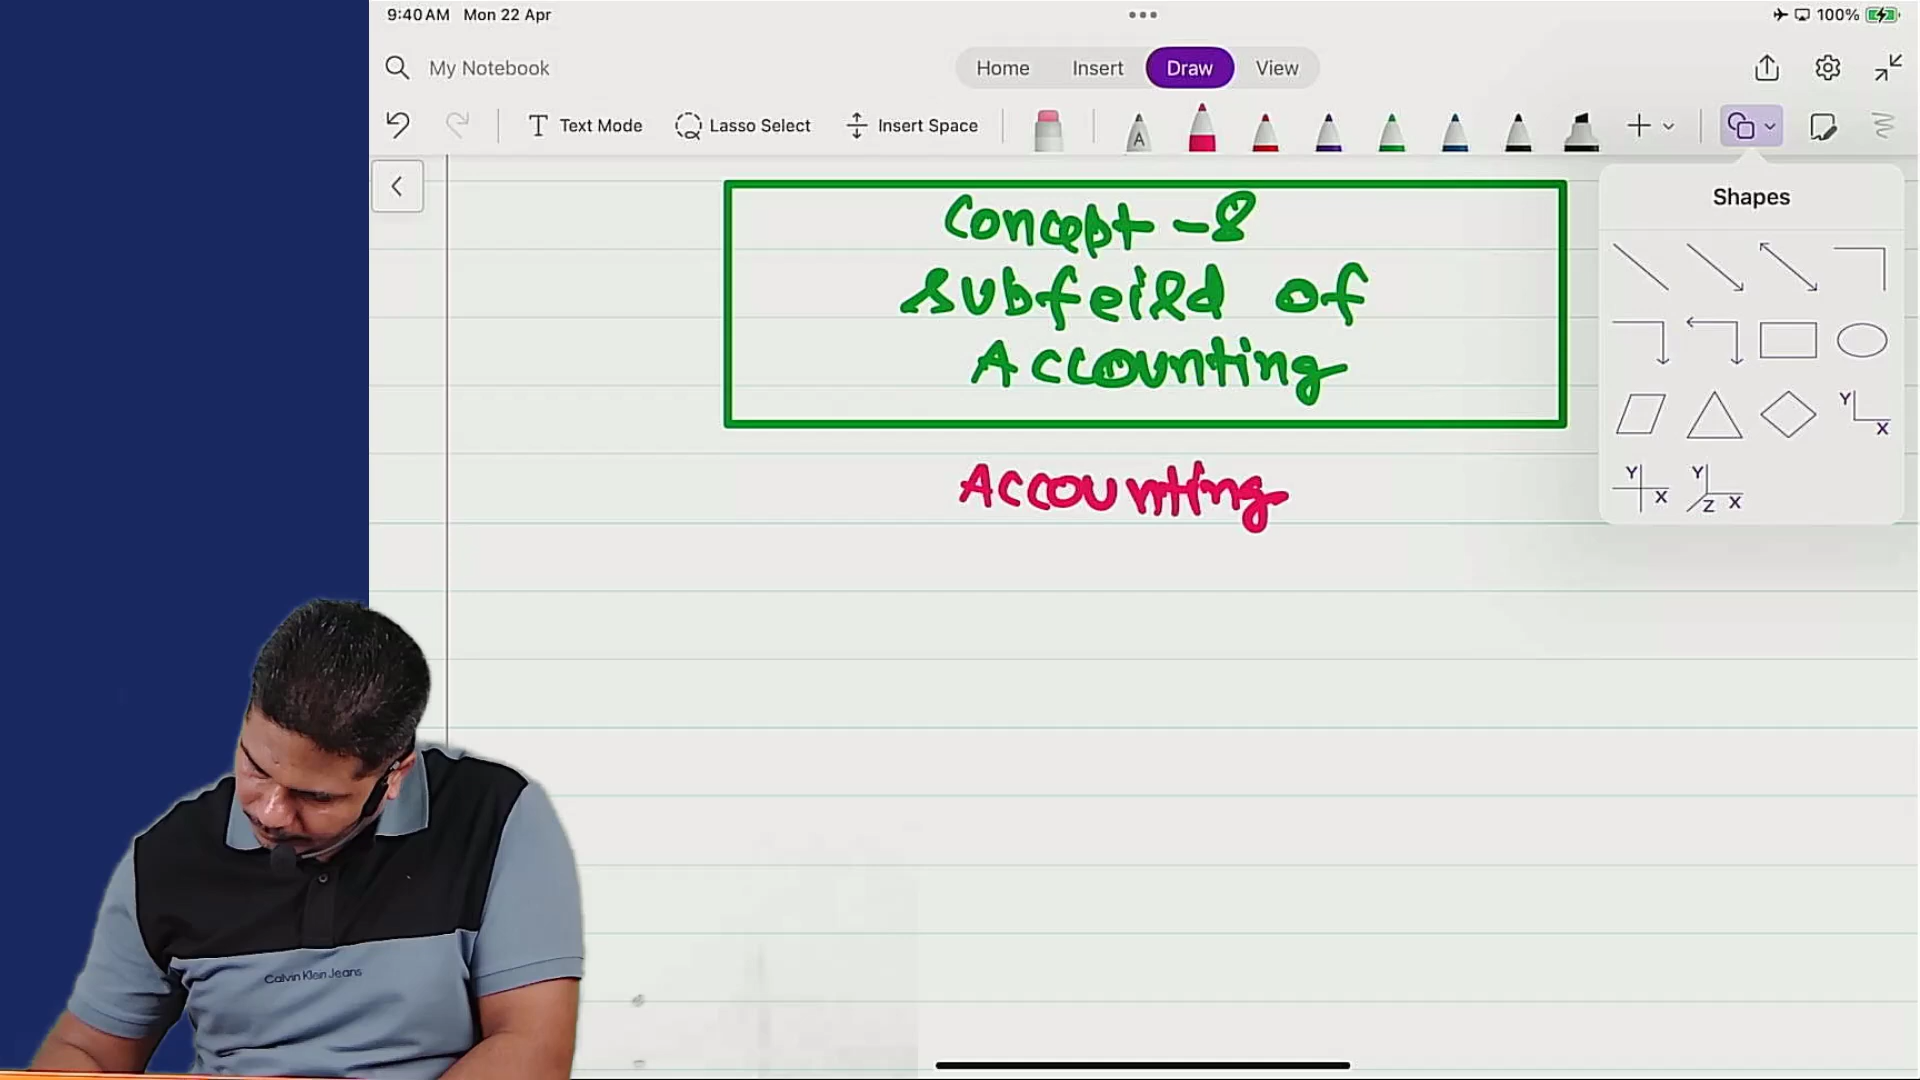 9:40 AM Mon 22 Apr
100%
My Notebook
Home Insert Draw View
Text Mode Lasso Select Insert Space
A
Shapes
Concept - 8
subfeild of
Accounting
Accounting
Y
X
Y
X
Y
Z X
Calvin Klein Jeans